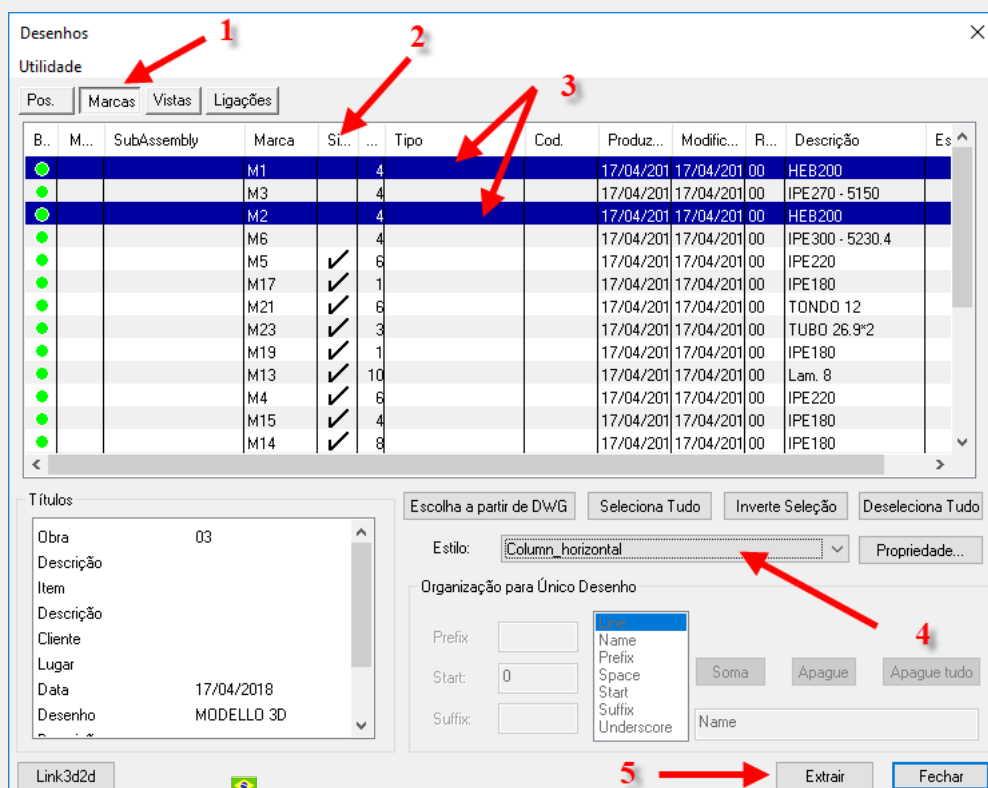 1
Desenhos
2
Utilidade
3
Pos. Marcas Vistas Ligações
B.. M... SubAssembly Marca Si... ... Tipo Cod. Produz... Modific... R... Descrição Es
M1 4 17/04/201 17/04/201 00 HEB200
M3 4 17/04/201 17/04/201 00 IPE270 - 5150
M2 4 17/04/201 17/04/201 00 HEB200
M6 4 17/04/201 17/04/201 00 IPE300 - 5230.4
M5 6 17/04/201 17/04/201 00 IPE220
M17 1 17/04/201 17/04/201 00 IPE180
M21 6 17/04/201 17/04/201 00 TONDO 12
M23 3 17/04/201 17/04/201 00 TUBO 26.9*2
M19 1 17/04/201 17/04/201 00 IPE180
M13 10 17/04/201 17/04/201 00 Lam. 8
M4 6 17/04/201 17/04/201 00 IPE220
M15 4 17/04/201 17/04/201 00 IPE180
M14 8 17/04/201 17/04/201 00 IPE180
Títulos
Obra 03
Descrição
Item
Descrição
Cliente
Lugar
Data 17/04/2018
Desenho MODELLO 3D
Escolha a partir de DWG Seleciona Tudo Inverte Seleção Deseleciona Tudo
Estilo: Column_horizontal Propriedade...
Organização para Único Desenho
4
Prefix
Start: 0
Suffix:
Line
Name
Prefix
Space
Start
Suffix
Underscore
Soma Apague Apague tudo
Name
Link3d2d
5
Extrair Fechar